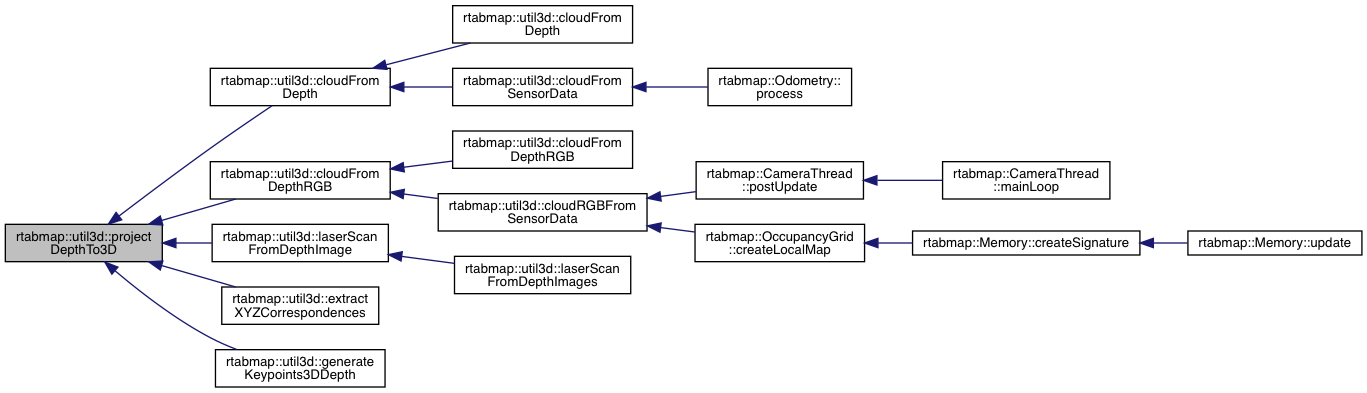 rtabmap::util3d::project
DepthTo3D
rtabmap::util3d::cloudFrom
Depth
rtabmap::util3d::cloudFrom
Depth
rtabmap::util3d::cloudFrom
SensorData
rtabmap::Odometry::
process
rtabmap::util3d::cloudFrom
DepthRGB
rtabmap::util3d::cloudFrom
DepthRGB
rtabmap::util3d::cloudRGBFrom
SensorData
rtabmap::CameraThread
::postUpdate
rtabmap::CameraThread
::mainLoop
rtabmap::OccupancyGrid
::createLocalMap
rtabmap::Memory::createSignature
rtabmap::Memory::update
rtabmap::util3d::laserScan
FromDepthImage
rtabmap::util3d::laserScan
FromDepthImages
rtabmap::util3d::extract
XYZCorrespondences
rtabmap::util3d::generate
Keypoints3DDepth